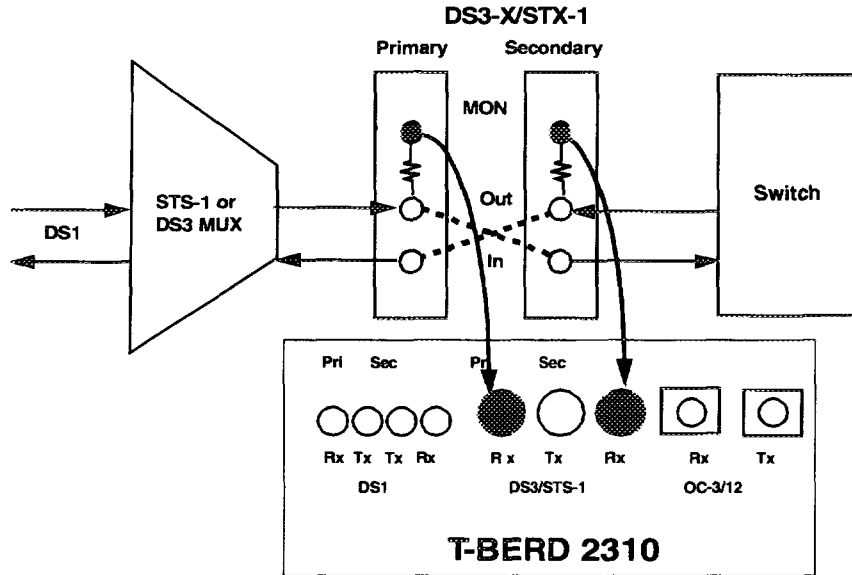 DS3-X/STX-1
Primary Secondary
MON
STS-1 or
DS3 MUX
Out
Switch
DS1
In
Pri Sec Pri Sec
Rx Tx Tx Rx Rx Tx Rx Rx Tx
DS1 DS3/STS-1 OC-3/12
T-BERD 2310